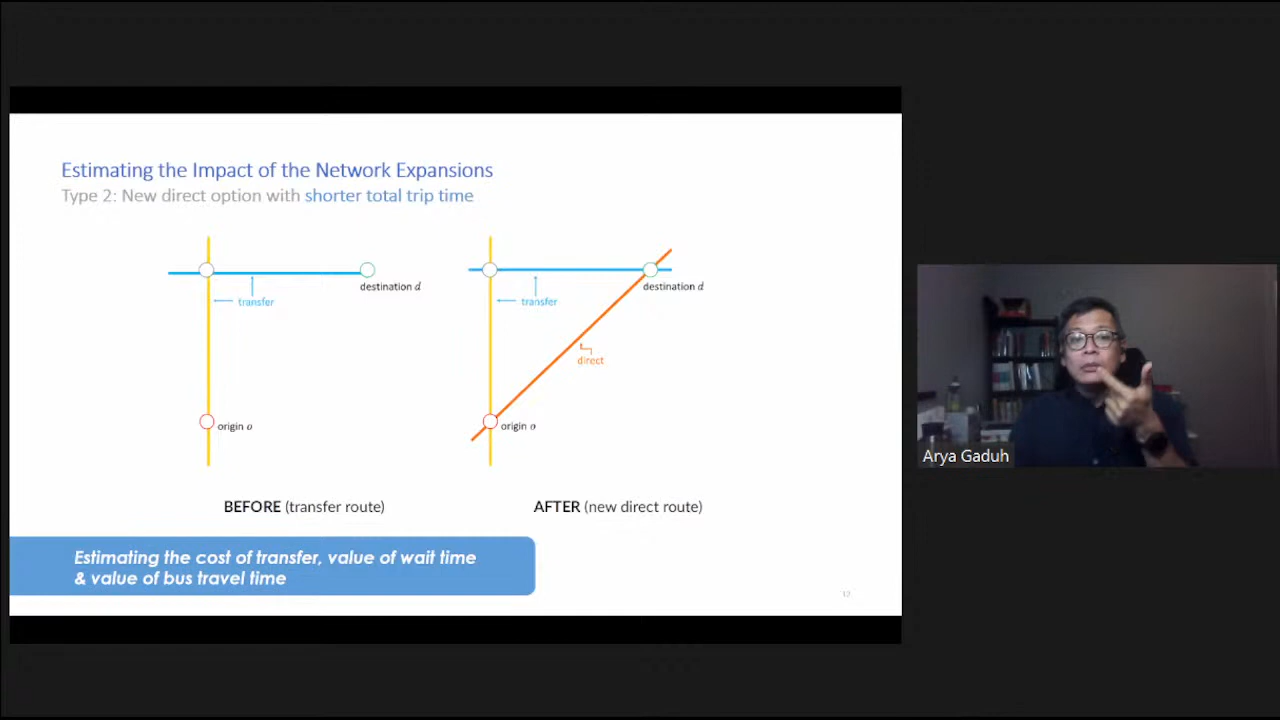 Estimating the Impact of the Network Expansions
Type 2: New direct option with shorter total trip time
destination d
transfer
origin o
destination d
transfer
direct
origin o
BEFORE (transfer route)
AFTER (new direct route)
Estimating the cost of transfer, value of wait time
& value of bus travel time
Arya Gaduh